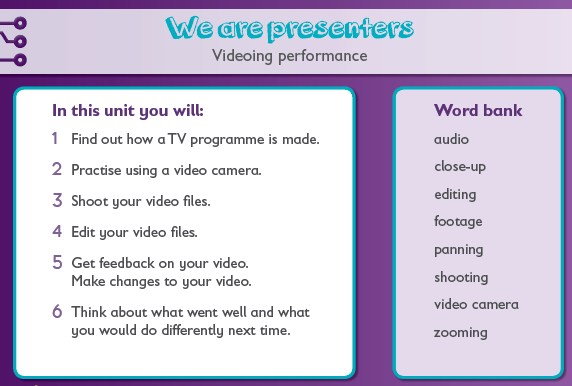 We are presenters
Videoing performance
In this unit you will:
1 Find out how a TV programme is made.
2 Practise using a video camera.
3 Shoot your video files.
4 Edit your video files.
5 Get feedback on your video.
Make changes to your video.
6 Think about what went well and what
you would do differently next time.
Word bank
audio
close-up
editing
footage
panning
shooting
video camera
zooming